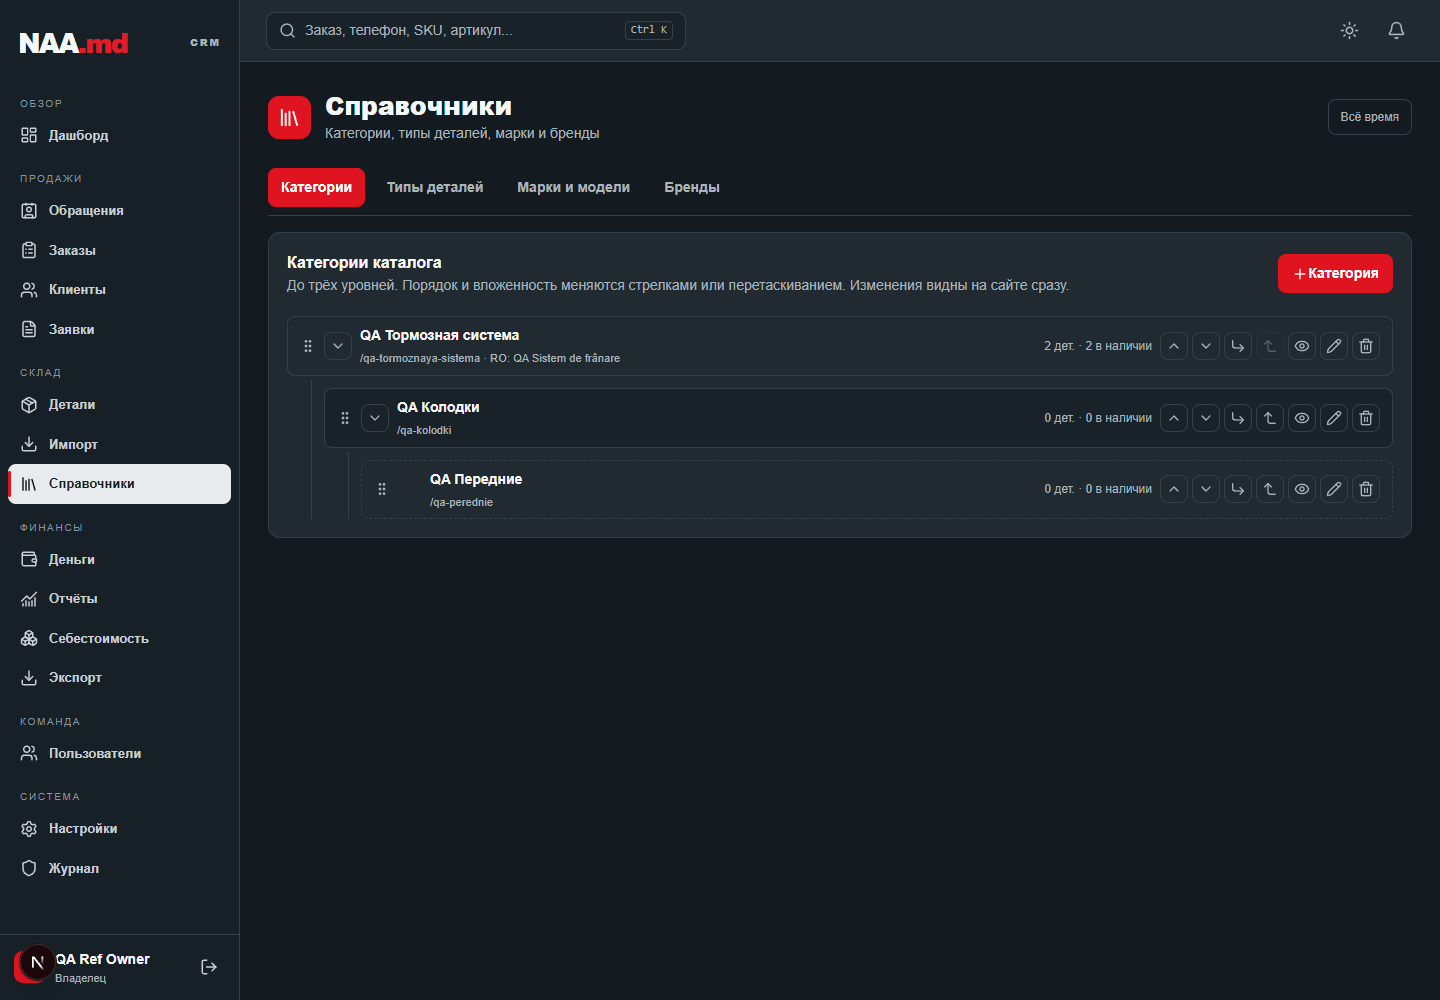 NAA.md CRM
Заказ, телефон, SKU, артикул... Ctrl K
ОБЗОР
Дашборд
ПРОДАЖИ
Обращения
Заказы
Клиенты
Заявки
СКЛАД
Детали
Импорт
Справочники
ФИНАНСЫ
Деньги
Отчёты
Себестоимость
Экспорт
КОМАНДА
Пользователи
СИСТЕМА
Настройки
Журнал
N QA Ref Owner
Владелец
Справочники
Категории, типы деталей, марки и бренды
Всё время
Категории Типы деталей Марки и модели Бренды
Категории каталога
До трёх уровней. Порядок и вложенность меняются стрелками или перетаскиванием. Изменения видны на сайте сразу.
+ Категория
QA Тормозная система
/qa-tormoznaya-sistema · RO: QA Sistem de frânare
2 дет. · 2 в наличии
QA Колодки
/qa-kolodki
0 дет. · 0 в наличии
QA Передние
/qa-perednie
0 дет. · 0 в наличии